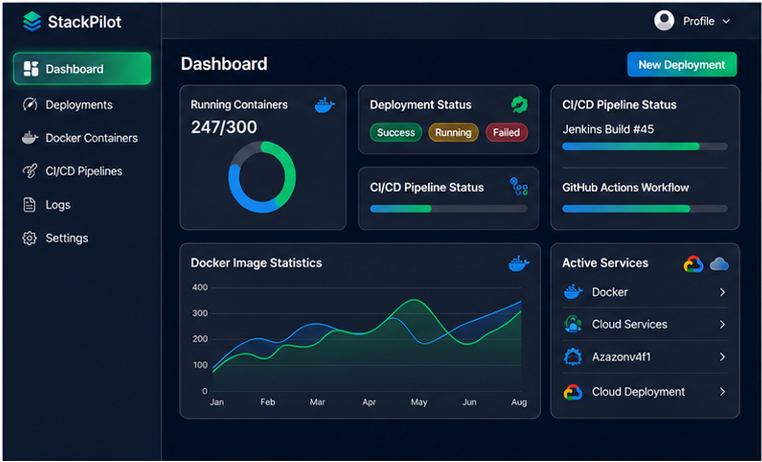 StackPilot
Profile
Dashboard
Deployments
Docker Containers
CI/CD Pipelines
Logs
Settings
Dashboard
New Deployment
Running Containers
247/300
Deployment Status
Success Running Failed
CI/CD Pipeline Status
CI/CD Pipeline Status
Jenkins Build #45
GitHub Actions Workflow
Docker Image Statistics
400
300
200
100
0
Jan Feb Mar Apr May Jun Aug
Active Services
Docker
Cloud Services
Azazonv4f1
Cloud Deployment